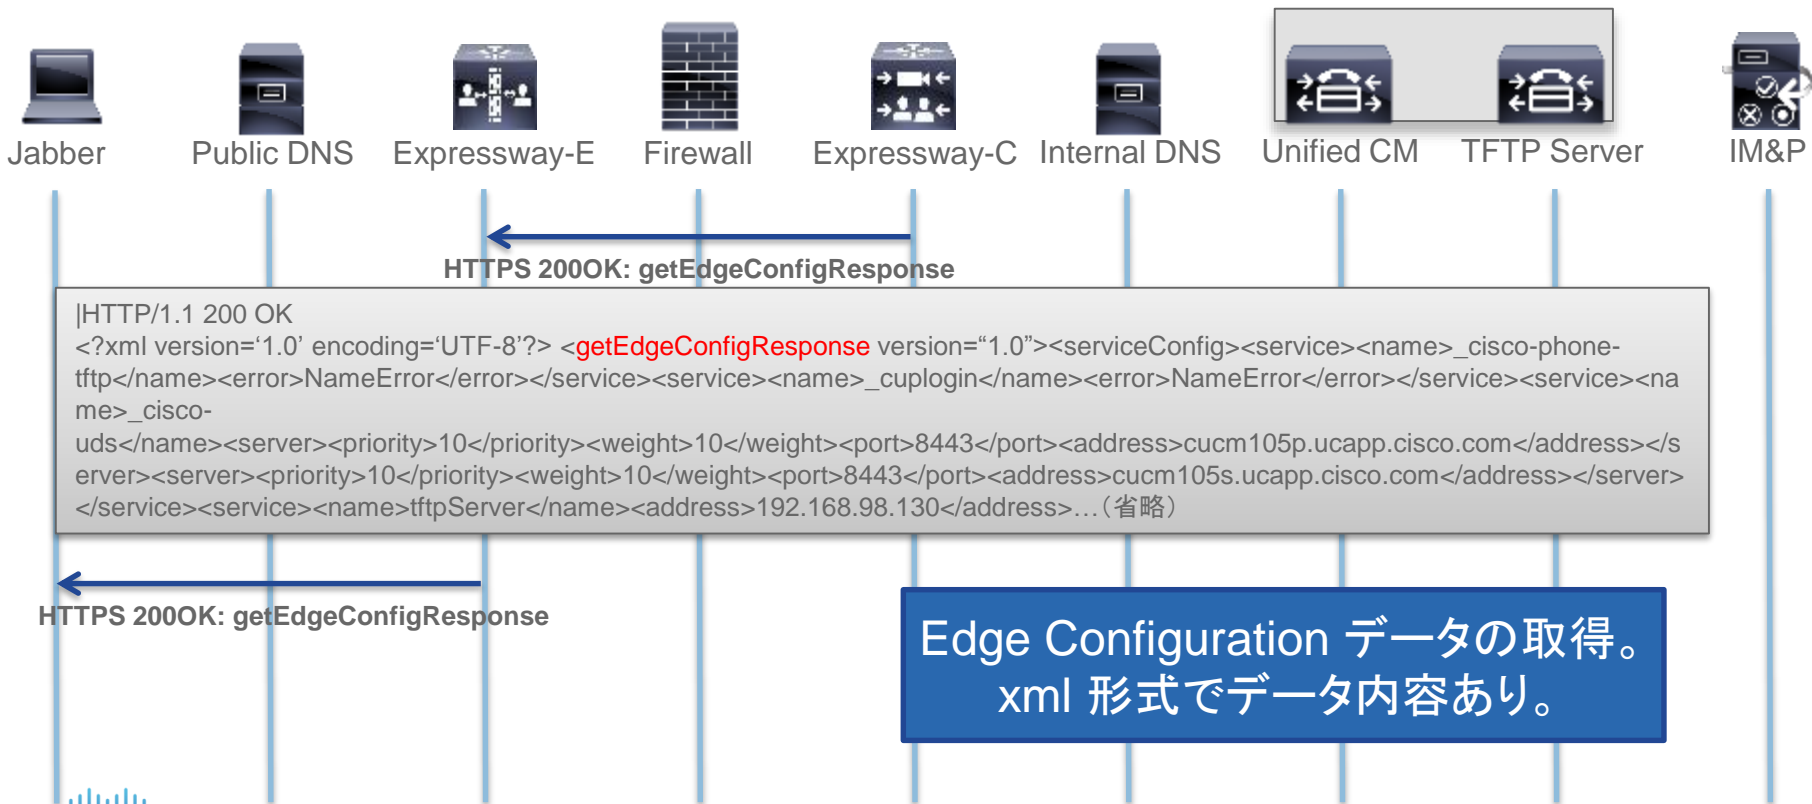 Jabber Public DNS Expressway-E Firewall Expressway-C Internal DNS Unified CM TFTP Server IM&P
HTTPS 200OK: getEdgeConfigResponse
|HTTP/1.1 200 OK
<?xml version=‘1.0’ encoding=‘UTF-8’?> <getEdgeConfigResponse version=“1.0”><serviceConfig><service><name>_cisco-phone-
tftp</name><error>NameError</error></service><service><name>_cuplogin</name><error>NameError</error></service><service><na
me>_cisco-
uds</name><server><priority>10</priority><weight>10</weight><port>8443</port><address>cucm105p.ucapp.cisco.com</address></s
erver><server><priority>10</priority><weight>10</weight><port>8443</port><address>cucm105s.ucapp.cisco.com</address></server>
</service><service><name>tftpServer</name><address>192.168.98.130</address>…（省略）
HTTPS 200OK: getEdgeConfigResponse
Edge Configuration データの取得。
xml 形式でデータ内容あり。